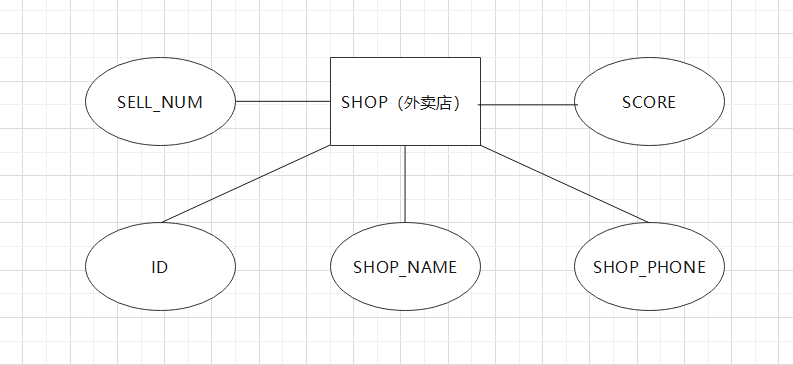 SELL_NUM
SHOP（外卖店）
SCORE
ID
SHOP_NAME
SHOP_PHONE